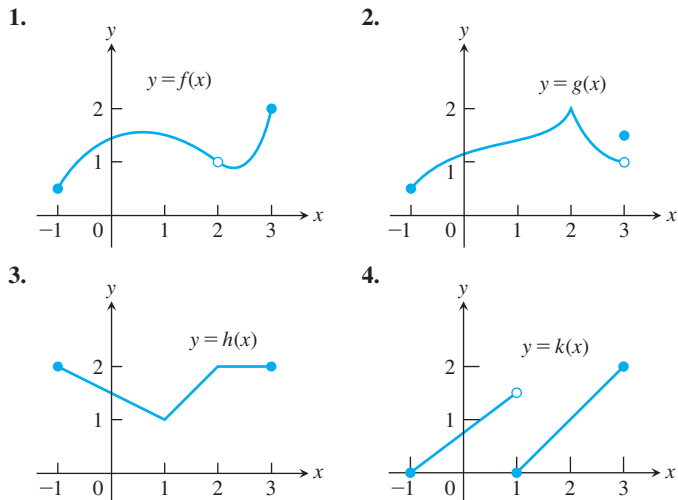 1.
y
y = f(x)
2
1
−1 0 1 2 3 x
2.
y
y = g(x)
2
1
−1 0 1 2 3 x
3.
y
y = h(x)
2
1
−1 0 1 2 3 x
4.
y
y = k(x)
2
1
−1 0 1 2 3 x